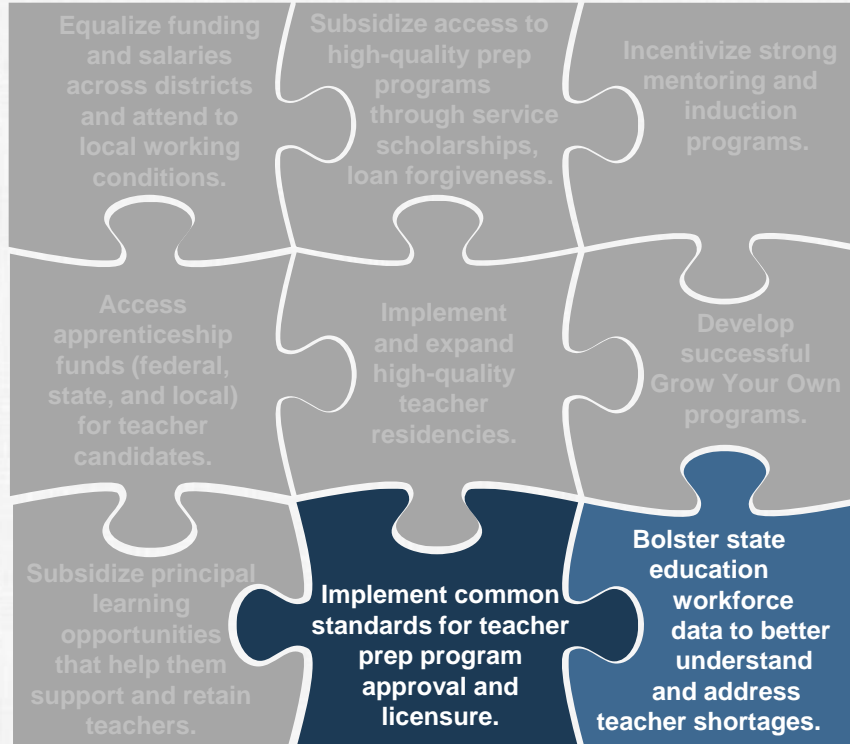 Equalize funding
and salaries
across districts
and attend to
local working
conditions.
Subsidize access to
high-quality prep
programs
through service
scholarships,
loan forgiveness.
Incentivize strong
mentoring and
induction
programs.
Access
apprenticeship
funds (federal,
state, and local)
for teacher
candidates.
Implement
and expand
high-quality
teacher
residencies.
Develop
successful
Grow Your Own
programs.
Subsidize principal
learning
opportunities
that help them
support and retain
teachers.
Implement common
standards for teacher
prep program
approval and
licensure.
Bolster state
education
workforce
data to better
understand
and address
teacher shortages.